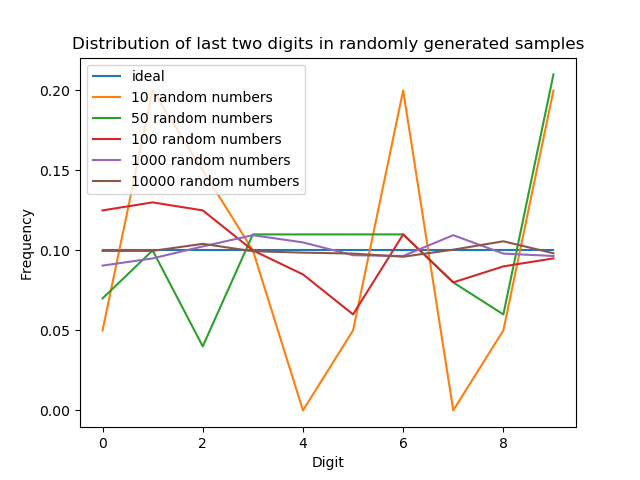 Distribution of last two digits in randomly generated samples
ideal
10 random numbers
50 random numbers
100 random numbers
1000 random numbers
10000 random numbers
Frequency
0.20
0.15
0.10
0.05
0.00
0 2 4 6 8
Digit